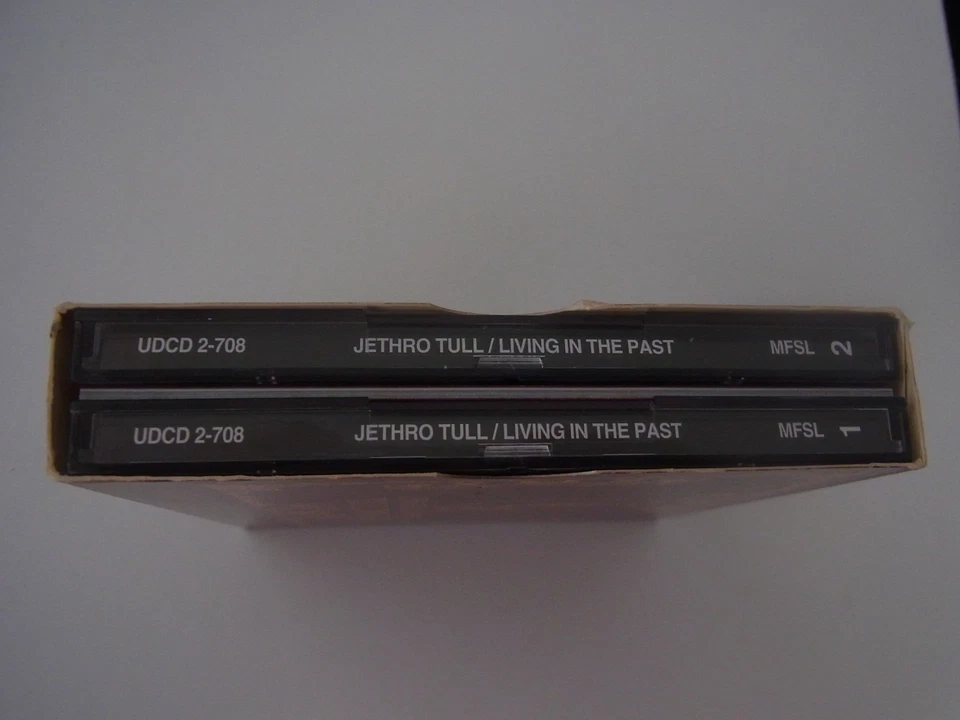 UDCD 2-708 JETHRO TULL / LIVING IN THE PAST MFSL 2
UDCD 2-708 JETHRO TULL / LIVING IN THE PAST MFSL 1